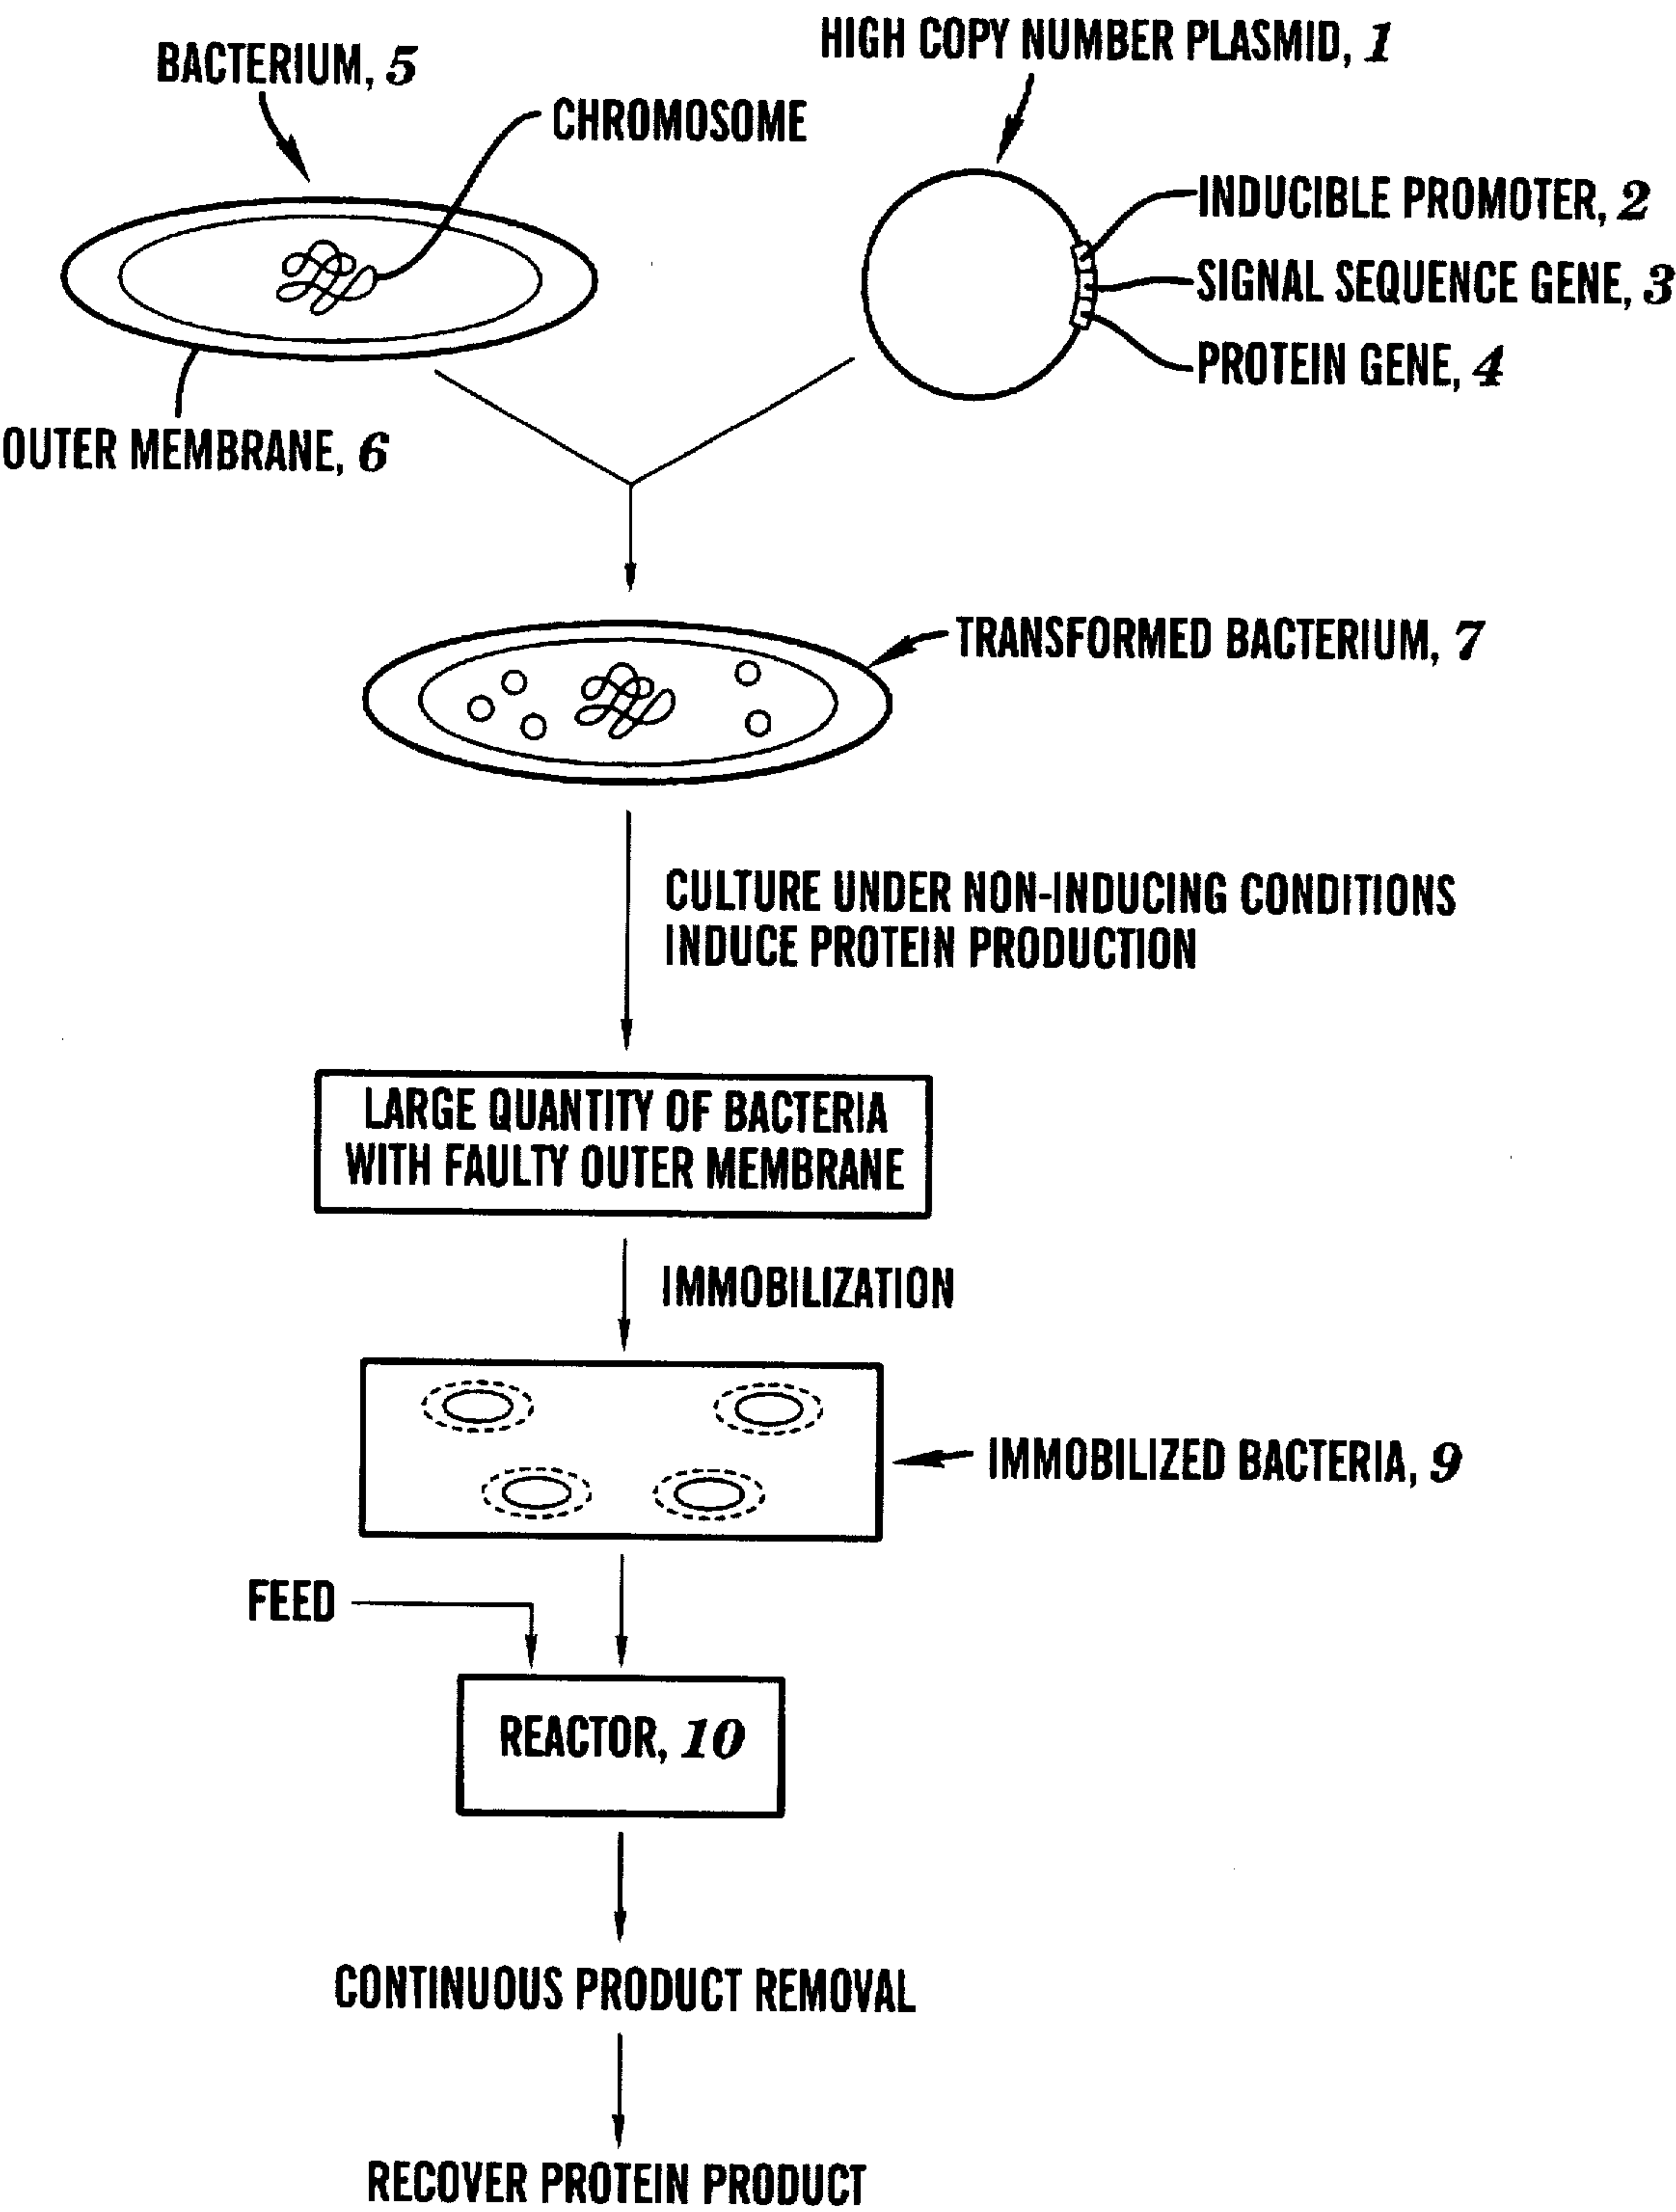 HIGH COPY NUMBER PLASMID, 1
BACTERIUM, 5
CHROMOSOME
INDUCIBLE PROMOTER, 2
SIGNAL SEQUENCE GENE, 3
PROTEIN GENE, 4
OUTER MEMBRANE, 6
TRANSFORMED BACTERIUM, 7
CULTURE UNDER NON-INDUCING CONDITIONS
INDUCE PROTEIN PRODUCTION
LARGE QUANTITY OF BACTERIA
WITH FAULTY OUTER MEMBRANE
IMMOBILIZATION
IMMOBILIZED BACTERIA, 9
FEED
REACTOR, 10
CONTINUOUS PRODUCT REMOVAL
RECOVER PROTEIN PRODUCT